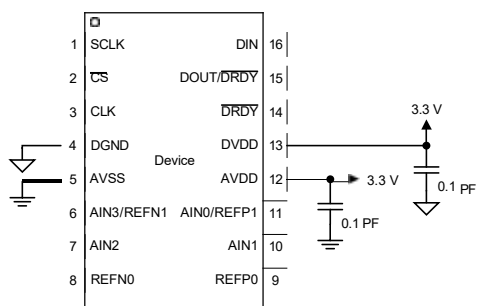 1 SCLK DIN 16
2 CS DOUT/DRDY 15
3 CLK DRDY 14
3.3 V
4 DGND DVDD 13
Device
5 AVSS AVDD 12 3.3 V
0.1 PF
6 AIN3/REFN1 AIN0/REFP1 11
0.1 PF
7 AIN2 AIN1 10
8 REFN0 REFP0 9